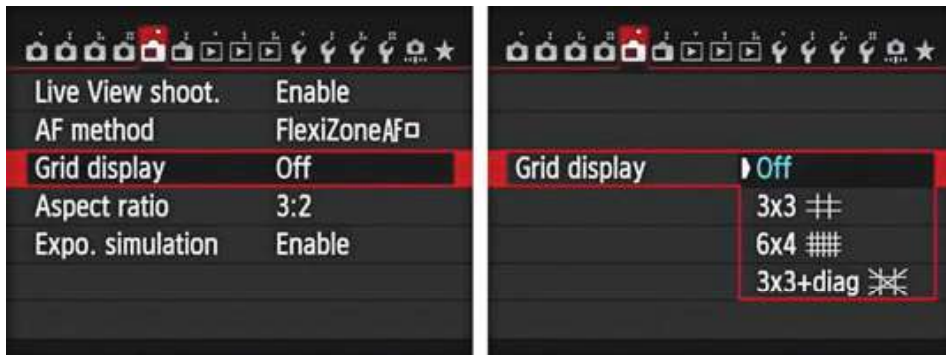 Live View shoot. Enable
AF method FlexiZoneAF
Grid display Off
Aspect ratio 3:2
Expo. simulation Enable
Grid display Off
3x3
6x4
3x3+diag